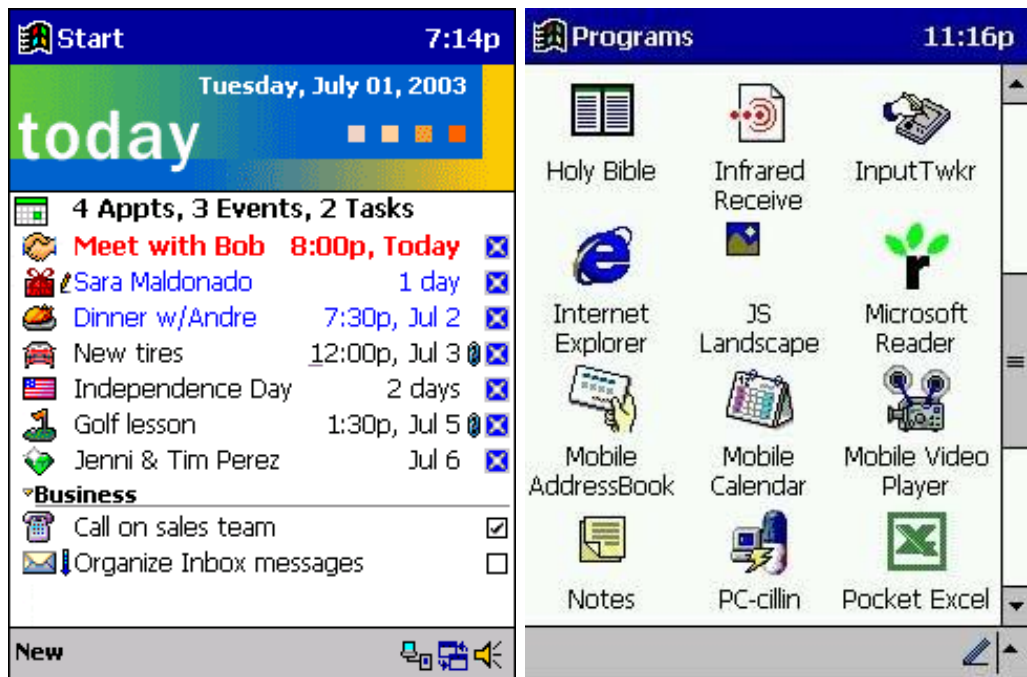 Start 7:14p
Tuesday, July 01, 2003
today
4 Appts, 3 Events, 2 Tasks
Meet with Bob 8:00p, Today
Sara Maldonado 1 day
Dinner w/Andre 7:30p, Jul 2
New tires 12:00p, Jul 3
Independence Day 2 days
Golf lesson 1:30p, Jul 5
Jenni & Tim Perez Jul 6
Business
Call on sales team
Organize Inbox messages
New
Programs 11:16p
Holy Bible
Infrared
Receive
InputTwkr
Internet
Explorer
JS
Landscape
Microsoft
Reader
Mobile
AddressBook
Mobile
Calendar
Mobile Video
Player
Notes
PC-cillin
Pocket Excel